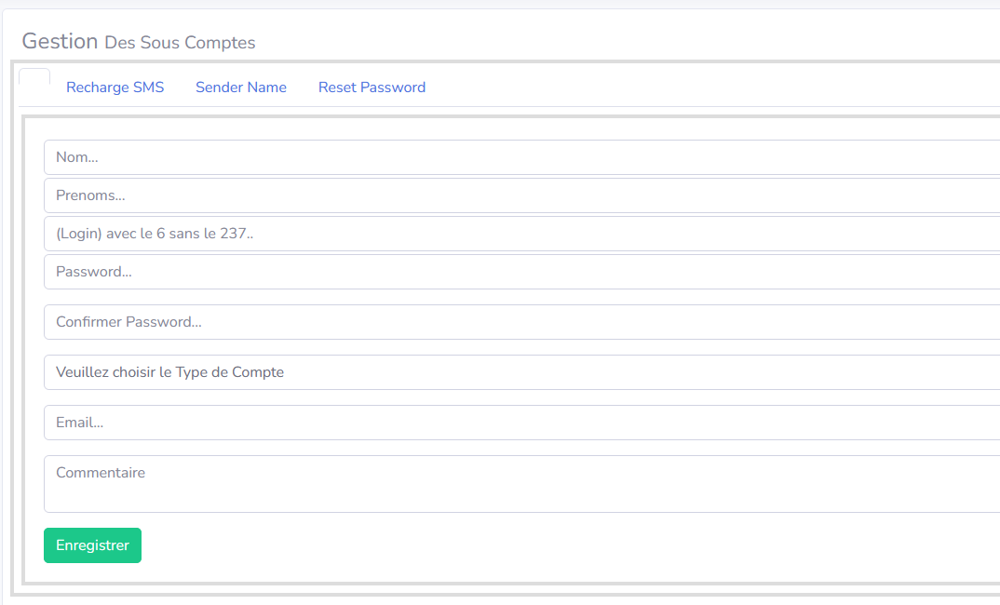 Gestion Des Sous Comptes
Recharge SMS Sender Name Reset Password
Nom...
Prenoms...
(Login) avec le 6 sans le 237..
Password...
Confirmer Password...
Veuillez choisir le Type de Compte
Email...
Commentaire
Enregistrer